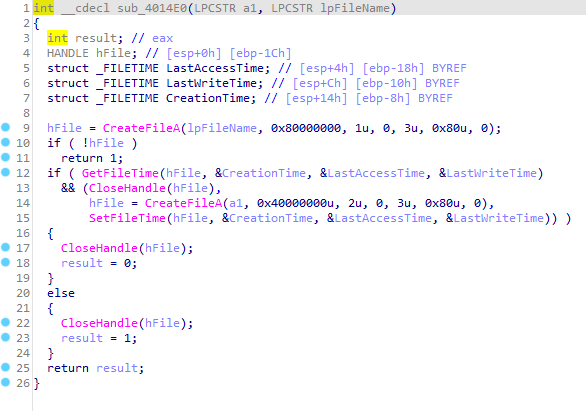 1 int __cdecl sub_4014E0(LPCSTR a1, LPCSTR lpFileName)
2 {
3   int result; // eax
4   HANDLE hFile; // [esp+0h] [ebp-1Ch]
5   struct _FILETIME LastAccessTime; // [esp+4h] [ebp-18h] BYREF
6   struct _FILETIME LastWriteTime; // [esp+Ch] [ebp-10h] BYREF
7   struct _FILETIME CreationTime; // [esp+14h] [ebp-8h] BYREF
8
9   hFile = CreateFileA(lpFileName, 0x80000000, 1u, 0, 3u, 0x80u, 0);
10   if ( !hFile )
11     return 1;
12   if ( GetFileTime(hFile, &CreationTime, &LastAccessTime, &LastWriteTime)
13     && (CloseHandle(hFile),
14         hFile = CreateFileA(a1, 0x40000000u, 2u, 0, 3u, 0x80u, 0),
15         SetFileTime(hFile, &CreationTime, &LastAccessTime, &LastWriteTime)) )
16   {
17     CloseHandle(hFile);
18     result = 0;
19   }
20   else
21   {
22     CloseHandle(hFile);
23     result = 1;
24   }
25   return result;
26 }